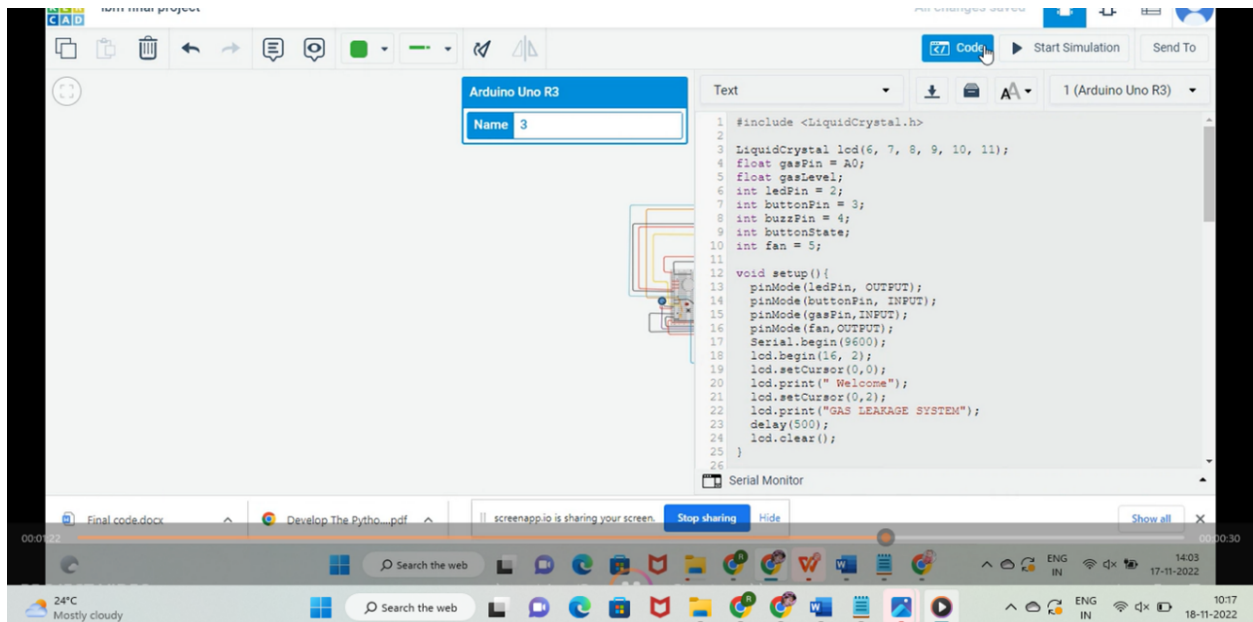 CAD
ibm final project
All changes saved
Code
Start Simulation
Send To
Arduino Uno R3
Name 3
Text
1 (Arduino Uno R3)
1 #include <LiquidCrystal.h>
2
3 LiquidCrystal lcd(6, 7, 8, 9, 10, 11);
4 float gasPin = A0;
5 float gasLevel;
6 int ledPin = 2;
7 int buttonPin = 3;
8 int buzzPin = 4;
9 int buttonState;
10 int fan = 5;
11
12 void setup(){
13 pinMode(ledPin, OUTPUT);
14 pinMode(buttonPin, INPUT);
15 pinMode(gasPin,INPUT);
16 pinMode(fan,OUTPUT);
17 Serial.begin(9600);
18 lcd.begin(16, 2);
19 lcd.setCursor(0,0);
20 lcd.print(" Welcome");
21 lcd.setCursor(0,2);
22 lcd.print("GAS LEAKAGE SYSTEM");
23 delay(500);
24 lcd.clear();
25 }
26
Serial Monitor
Final code.docx
Develop The Pytho....pdf
screenapp.io is sharing your screen.
Stop sharing
Hide
Show all
00:01:22
00:00:30
Search the web
ENG
IN
14:03
17-11-2022
24°C
Mostly cloudy
Search the web
ENG
IN
10:17
18-11-2022